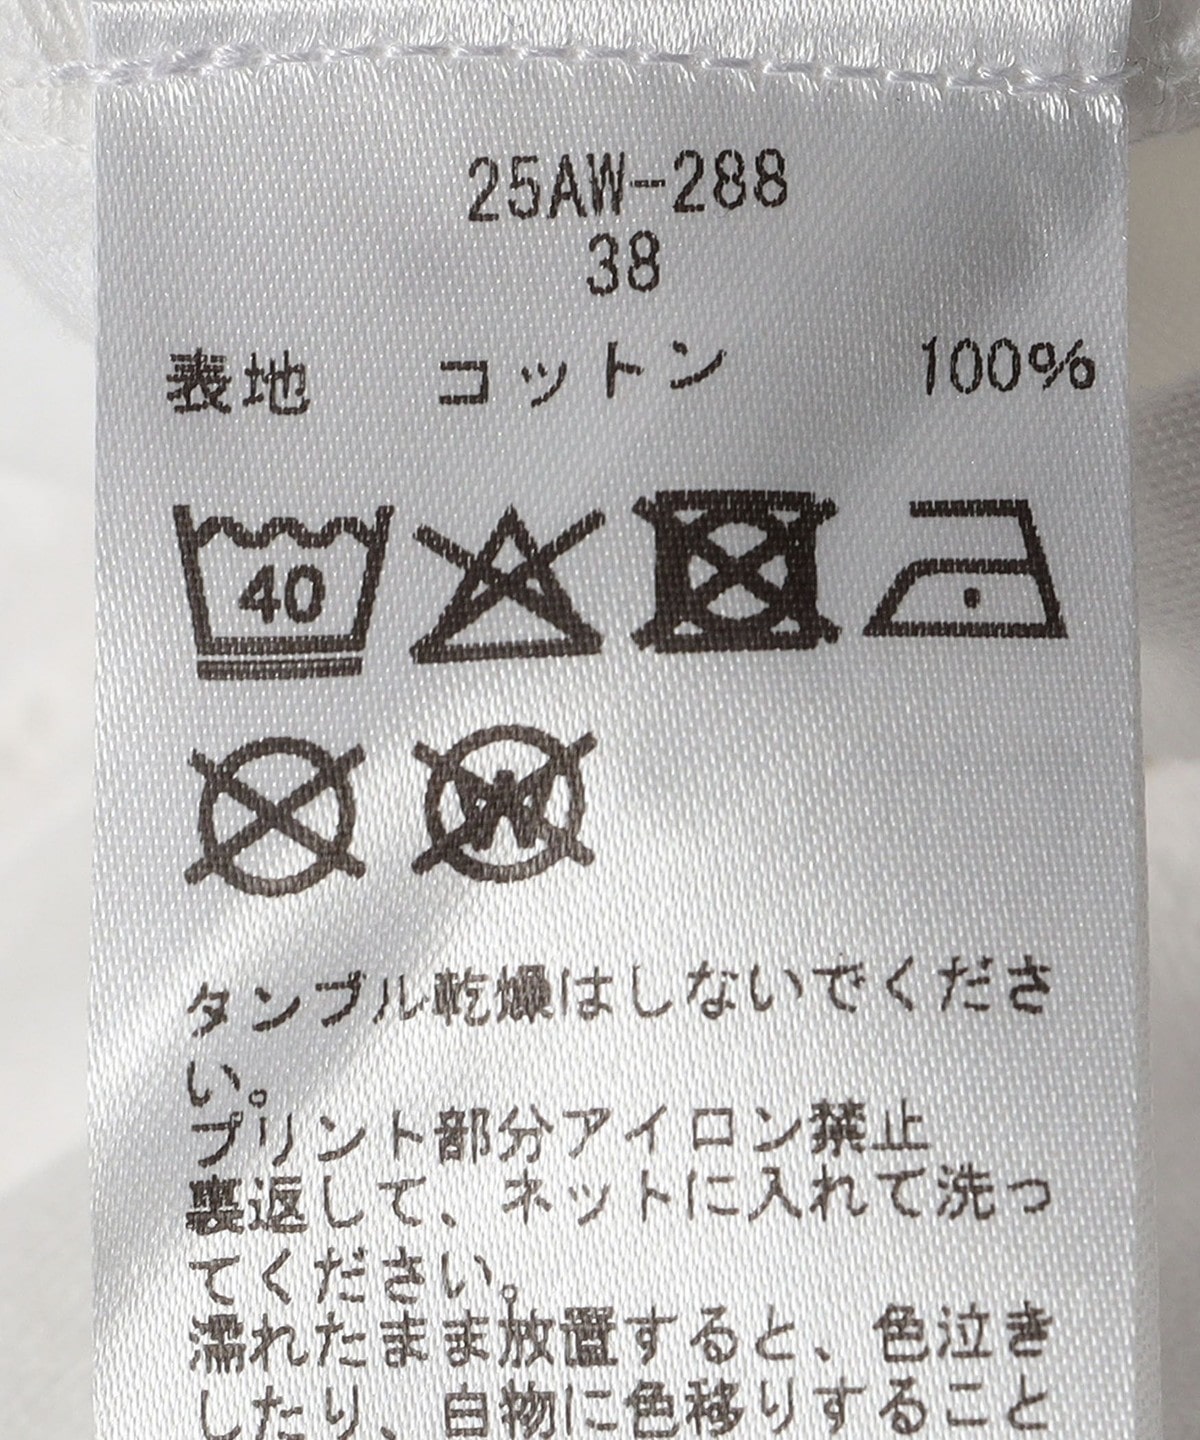 25AW-288
38
表地 コットン 100%
40
W
タンブル乾燥はしないでくださ
い。
プリント部分アイロン禁止
裏返して、ネットに入れて洗っ
てください。
濡れたまま放置すると、色泣き
したり、白物に色移りすること